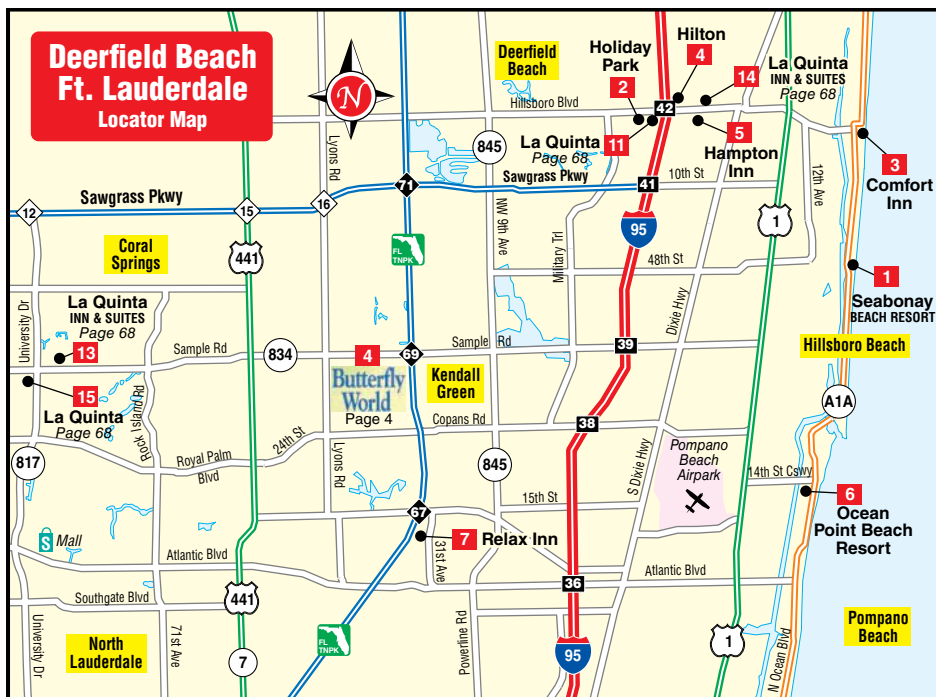 Deerfield Beach
Ft. Lauderdale
Locator Map
N
Deerfield
Beach
Holiday
Park
2
Hilton
4
14
La Quinta
INN & SUITES
Page 68
Hillsboro Blvd
42
La Quinta
Page 68
11
5
Hampton
Inn
3
Comfort
Inn
845
Lyons Rd
71
Sawgrass Pkwy
Sawgrass Pkwy
41
10th St
12
15
16
441
FL
TNPK
NW 9th Ave
Military Trl
95
1
12th Ave
48th St
Dixie Hwy
1
Seabonay
BEACH RESORT
Coral
Springs
La Quinta
INN & SUITES
Page 68
University Dr
13
Sample Rd
834
4
69
Sample Rd
39
Hillsboro Beach
Butterfly
World
Page 4
Kendall
Green
15
La Quinta
Page 68
Rock Island Rd
A1A
Copans Rd
38
24th St
Royal Palm
Blvd
817
Lyons Rd
845
S Dixie Hwy
Pompano
Beach
Airpark
14th St Cswy
6
Ocean
Point Beach
Resort
15th St
67
7
Relax Inn
31st Ave
S
Mall
Atlantic Blvd
36
Atlantic Blvd
Southgate Blvd
441
University Dr
North
Lauderdale
71st Ave
7
FL
TNPK
Powerline Rd
95
1
N Ocean Blvd
Pompano
Beach